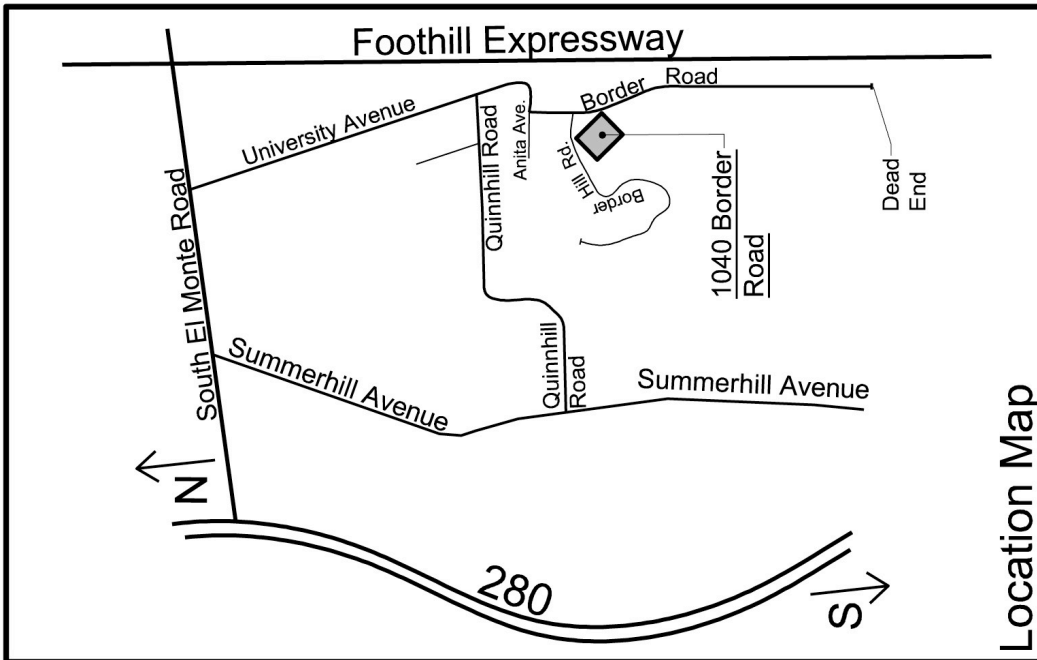 Foothill Expressway
Border Road
University Avenue
Quinnhill Road
Anita Ave.
Border Hill Rd.
1040 Border
Road
Dead
End
South El Monte Road
Summerhill Avenue
Quinnhill
Road
Summerhill Avenue
N
280
S
Location Map